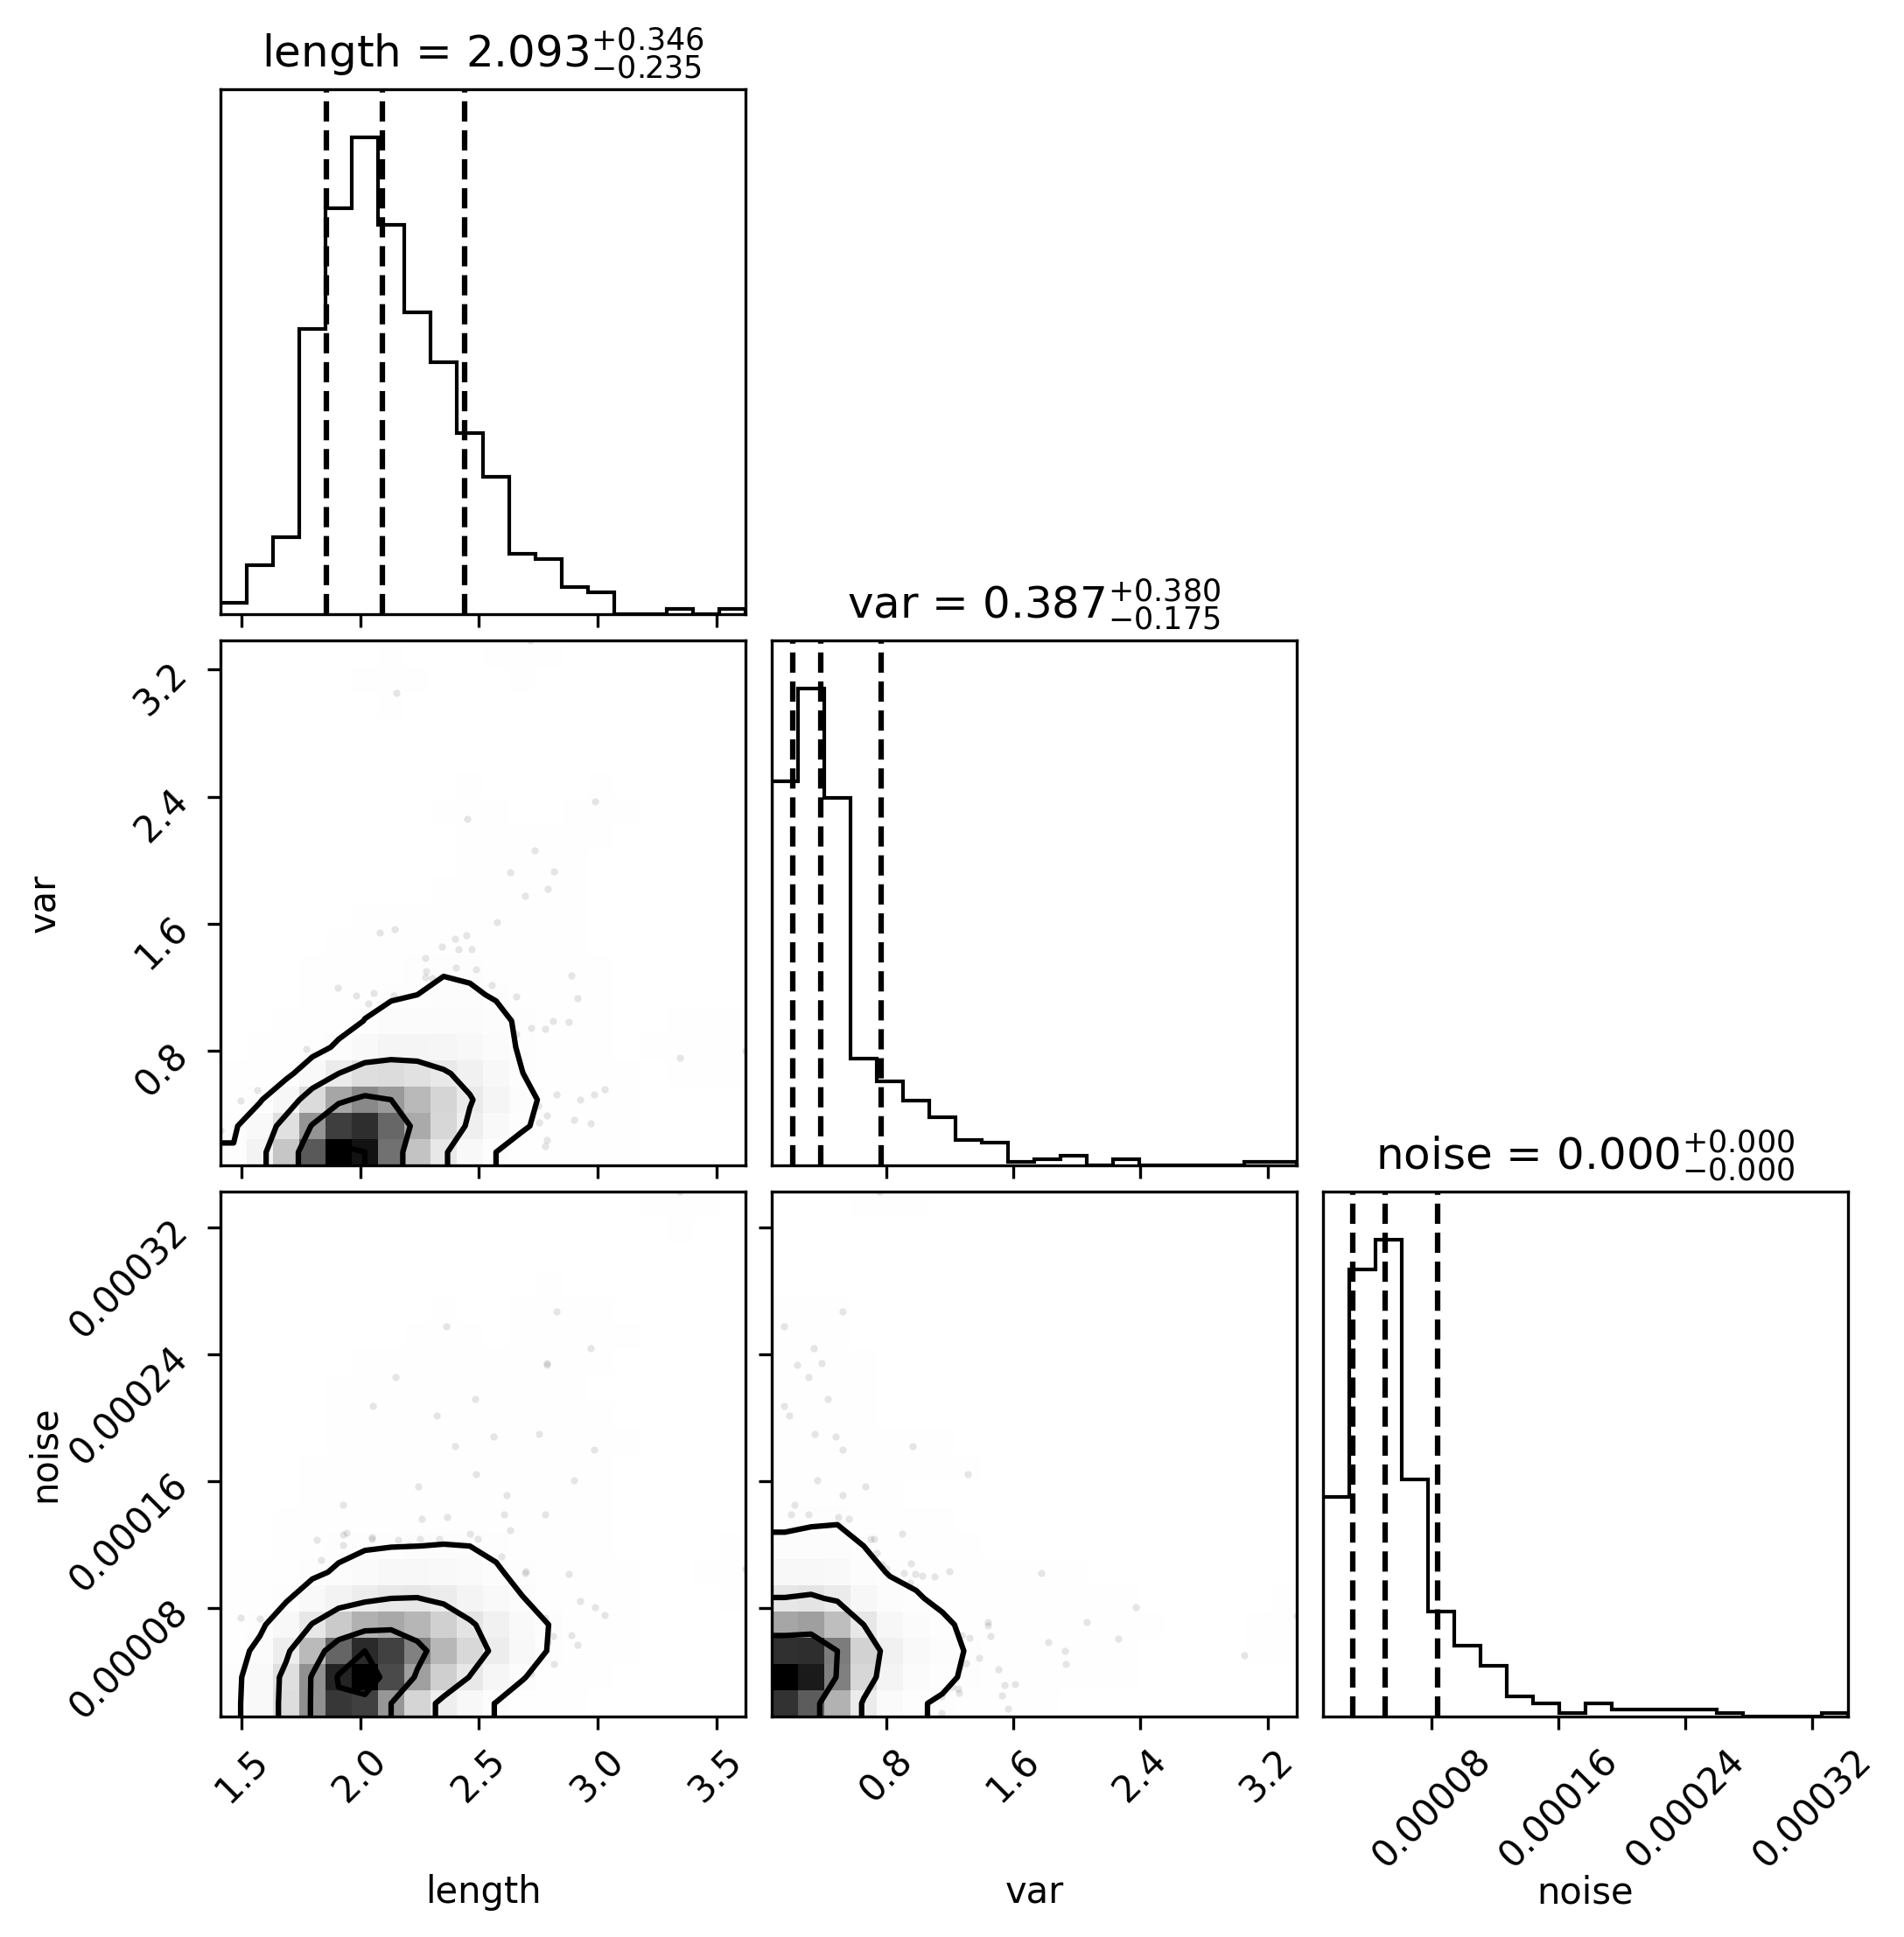 length = 2.093+0.346−0.235
var = 0.387+0.380−0.175
3.2
2.4
1.6
0.8
var
noise = 0.000+0.000−0.000
0.00032
0.00024
0.00016
0.00008
noise
1.5 2.0 2.5 3.0 3.5
0.8 1.6 2.4 3.2
0.00008 0.00016 0.00024 0.00032
length var noise